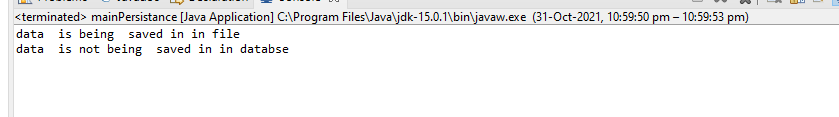 <terminated> mainPersistance [Java Application] C:\Program Files\Java\jdk-15.0.1\bin\javaw.exe (31-Oct-2021, 10:59:50 pm – 10:59:53 pm)
data  is being  saved in in file
data  is not being  saved in in databse